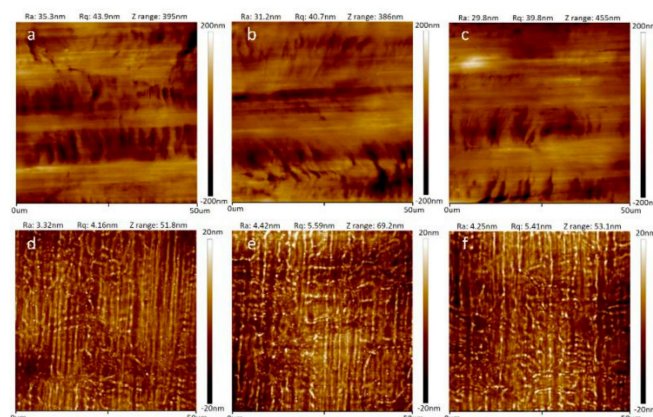 Ra: 35.3nm Rq: 43.9nm Z range: 395nm
Ra: 31.2nm Rq: 40.7nm Z range: 386nm
Ra: 29.8nm Rq: 39.8nm Z range: 455nm
a
200nm
-200nm
0um
50um
b
200nm
-200nm
0um
50um
c
200nm
-200nm
0um
50um
Ra: 3.32nm Rq: 4.16nm Z range: 51.8nm
Ra: 4.42nm Rq: 5.59nm Z range: 69.2nm
Ra: 4.25nm Rq: 5.41nm Z range: 53.1nm
d
20nm
-20nm
e
20nm
-20nm
f
20nm
-20nm